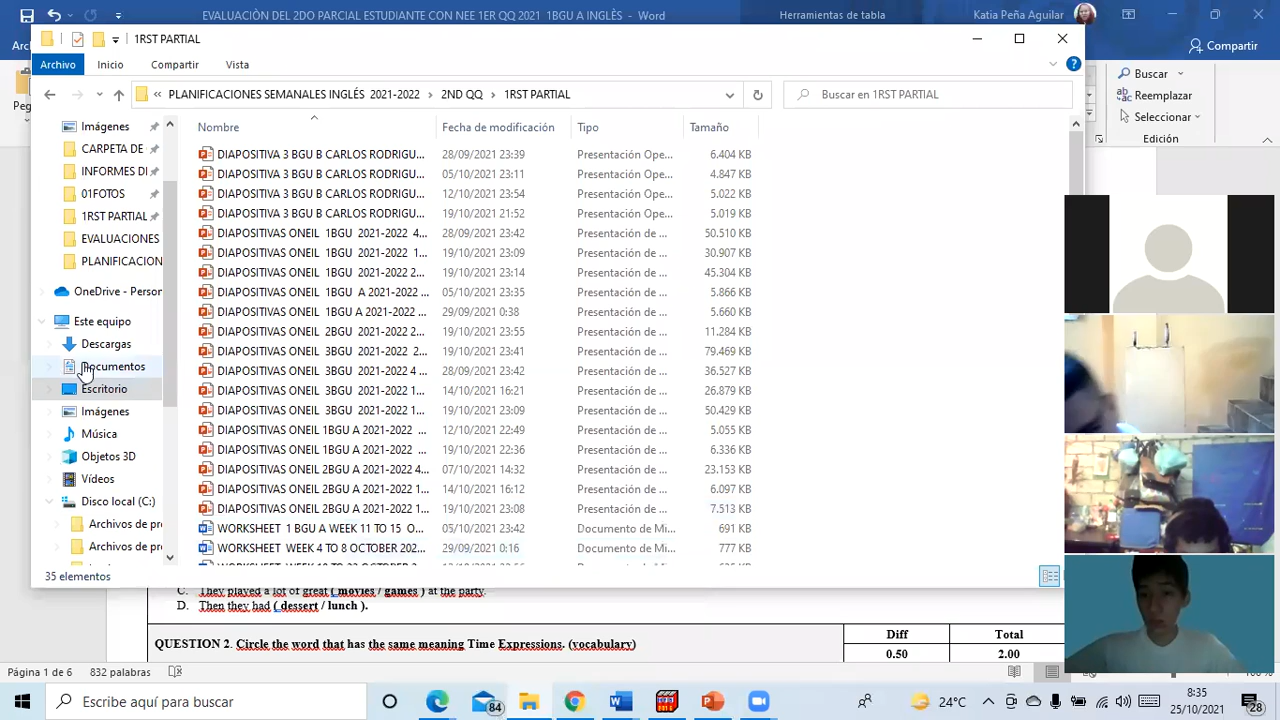 EVALUACIÒN DEL 2DO PARCIAL ESTUDIANTE CON NEE 1ER QQ 2021 1BGU A INGLÈS - Word
Herramientas de tabla
Katia Peña Aguilar
1RST PARTIAL
Compartir
Archivo
Inicio
Compartir
Vista
Buscar
Reemplazar
Seleccionar
Edición
PLANIFICACIONES SEMANALES INGLÉS 2021-2022 > 2ND QQ > 1RST PARTIAL
Buscar en 1RST PARTIAL
Nombre
Fecha de modificación
Tipo
Tamaño
Imágenes
CARPETA DE
INFORMES DI
01FOTOS
1RST PARTIAL
EVALUACIONES
PLANIFICACION
OneDrive - Person
Este equipo
Descargas
Documentos
Escritorio
Imágenes
Música
Objetos 3D
Vídeos
Disco local (C:)
Archivos de pro
Archivos de pro
DIAPOSITIVA 3 BGU B CARLOS RODRIGU... 28/09/2021 23:39 Presentación Ope... 6.404 KB
DIAPOSITIVA 3 BGU B CARLOS RODRIGU... 05/10/2021 23:11 Presentación Ope... 4.847 KB
DIAPOSITIVA 3 BGU B CARLOS RODRIGU... 12/10/2021 23:54 Presentación Ope... 5.022 KB
DIAPOSITIVA 3 BGU B CARLOS RODRIGU... 19/10/2021 21:52 Presentación Ope... 5.019 KB
DIAPOSITIVAS ONEIL 1BGU 2021-2022 4... 28/09/2021 23:42 Presentación de ... 50.510 KB
DIAPOSITIVAS ONEIL 1BGU 2021-2022 1... 19/10/2021 23:09 Presentación de ... 30.907 KB
DIAPOSITIVAS ONEIL 1BGU 2021-2022 2... 19/10/2021 23:14 Presentación de ... 45.304 KB
DIAPOSITIVAS ONEIL 1BGU A 2021-2022 ... 05/10/2021 23:35 Presentación de ... 5.866 KB
DIAPOSITIVAS ONEIL 1BGU A 2021-2022 ... 29/09/2021 0:38 Presentación de ... 5.660 KB
DIAPOSITIVAS ONEIL 2BGU 2021-2022 2... 19/10/2021 23:55 Presentación de ... 11.284 KB
DIAPOSITIVAS ONEIL 3BGU 2021-2022 2... 19/10/2021 23:41 Presentación de ... 79.469 KB
DIAPOSITIVAS ONEIL 3BGU 2021-2022 4 ... 28/09/2021 23:42 Presentación de ... 36.527 KB
DIAPOSITIVAS ONEIL 3BGU 2021-2022 1... 14/10/2021 16:21 Presentación de ... 26.879 KB
DIAPOSITIVAS ONEIL 3BGU 2021-2022 1... 19/10/2021 23:09 Presentación de ... 50.429 KB
DIAPOSITIVAS ONEIL 1BGU A 2021-2022 ... 12/10/2021 22:49 Presentación de ... 5.055 KB
DIAPOSITIVAS ONEIL 1BGU A 2021-2022 ... 19/10/2021 22:36 Presentación de ... 6.336 KB
DIAPOSITIVAS ONEIL 2BGU A 2021-2022 4... 07/10/2021 14:32 Presentación de ... 23.153 KB
DIAPOSITIVAS ONEIL 2BGU A 2021-2022 1... 14/10/2021 16:12 Presentación de ... 6.097 KB
DIAPOSITIVAS ONEIL 2BGU A 2021-2022 1... 19/10/2021 23:08 Presentación de ... 7.513 KB
WORKSHEET 1 BGU A WEEK 11 TO 15 O... 05/10/2021 23:42 Documento de Mi... 691 KB
WORKSHEET WEEK 4 TO 8 OCTOBER 202... 29/09/2021 0:16 Documento de Mi... 777 KB
35 elementos
C. They played a lot of great ( movies / games ) at the party.
D. Then they had ( dessert / lunch ).
QUESTION 2. Circle the word that has the same meaning Time Expressions. (vocabulary)
Diff
Total
0.50
2.00
Página 1 de 6
832 palabras
Escribe aquí para buscar
84
24°C
8:35
25/10/2021
28